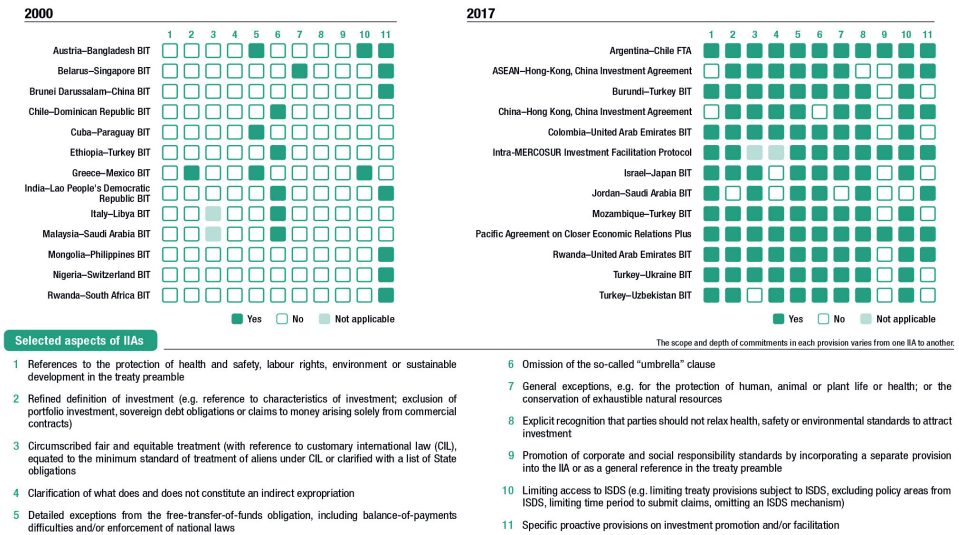 2000
1 2 3 4 5 6 7 8 9 10 11
Austria–Bangladesh BIT
Belarus–Singapore BIT
Brunei Darussalam–China BIT
Chile–Dominican Republic BIT
Cuba–Paraguay BIT
Ethiopia–Turkey BIT
Greece–Mexico BIT
India–Lao People's Democratic
Republic BIT
Italy–Libya BIT
Malaysia–Saudi Arabia BIT
Mongolia–Philippines BIT
Nigeria–Switzerland BIT
Rwanda–South Africa BIT
Yes No Not applicable
2017
1 2 3 4 5 6 7 8 9 10 11
Argentina–Chile FTA
ASEAN–Hong-Kong, China Investment Agreement
Burundi–Turkey BIT
China–Hong Kong, China Investment Agreement
Colombia–United Arab Emirates BIT
Intra-MERCOSUR Investment Facilitation Protocol
Israel–Japan BIT
Jordan–Saudi Arabia BIT
Mozambique–Turkey BIT
Pacific Agreement on Closer Economic Relations Plus
Rwanda–United Arab Emirates BIT
Turkey–Ukraine BIT
Turkey–Uzbekistan BIT
Yes No Not applicable
Selected aspects of IIAs
The scope and depth of commitments in each provision varies from one IIA to another.
1 References to the protection of health and safety, labour rights, environment or sustainable
development in the treaty preamble
2 Refined definition of investment (e.g. reference to characteristics of investment; exclusion of
portfolio investment, sovereign debt obligations or claims to money arising solely from commercial
contracts)
3 Circumscribed fair and equitable treatment (with reference to customary international law (CIL),
equated to the minimum standard of treatment of aliens under CIL or clarified with a list of State
obligations
4 Clarification of what does and does not constitute an indirect expropriation
5 Detailed exceptions from the free-transfer-of-funds obligation, including balance-of-payments
difficulties and/or enforcement of national laws
6 Omission of the so-called “umbrella” clause
7 General exceptions, e.g. for the protection of human, animal or plant life or health; or the
conservation of exhaustible natural resources
8 Explicit recognition that parties should not relax health, safety or environmental standards to attract
investment
9 Promotion of corporate and social responsibility standards by incorporating a separate provision
into the IIA or as a general reference in the treaty preamble
10 Limiting access to ISDS (e.g. limiting treaty provisions subject to ISDS, excluding policy areas from
ISDS, limiting time period to submit claims, omitting an ISDS mechanism)
11 Specific proactive provisions on investment promotion and/or facilitation